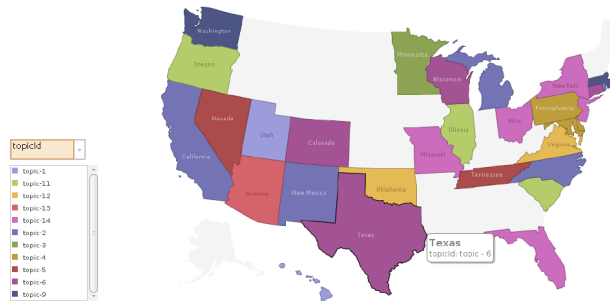 Washington
Oregon
Minnesota
Wisconsin
New York
Nevada
Utah
Colorado
California
Illinois
Ohio
Pennsylvania
Missouri
Virginia
Arizona
New Mexico
Oklahoma
Tennessee
Texas
Texas
topicId: topic - 6
topicId
topic-1
topic-11
topic-12
topic-13
topic-14
topic-2
topic-3
topic-4
topic-5
topic-6
topic-9